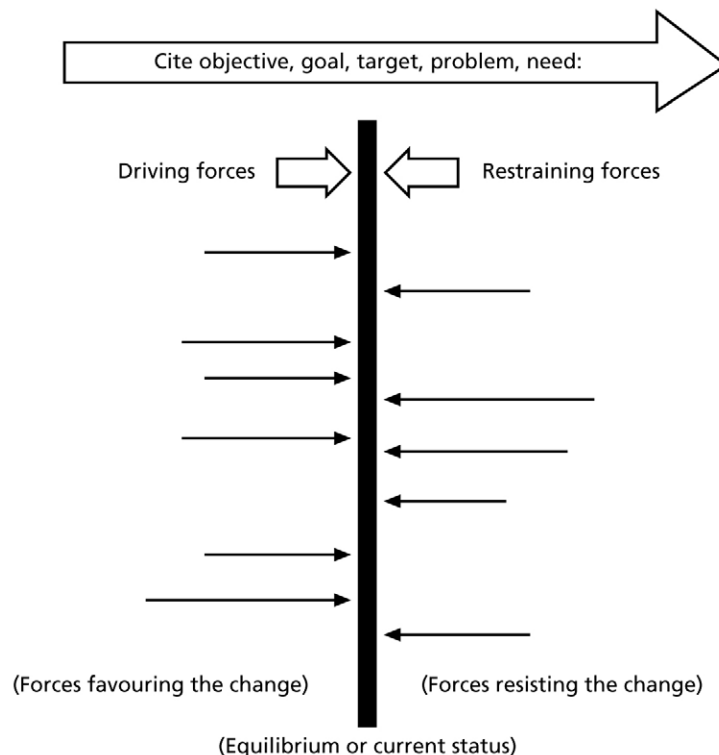 Cite objective, goal, target, problem, need:
Driving forces
Restraining forces
(Forces favouring the change)
(Forces resisting the change)
(Equilibrium or current status)